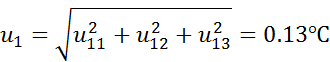 u₁ = √(u₁₁² + u₁₂² + u₁₃²) = 0.13℃